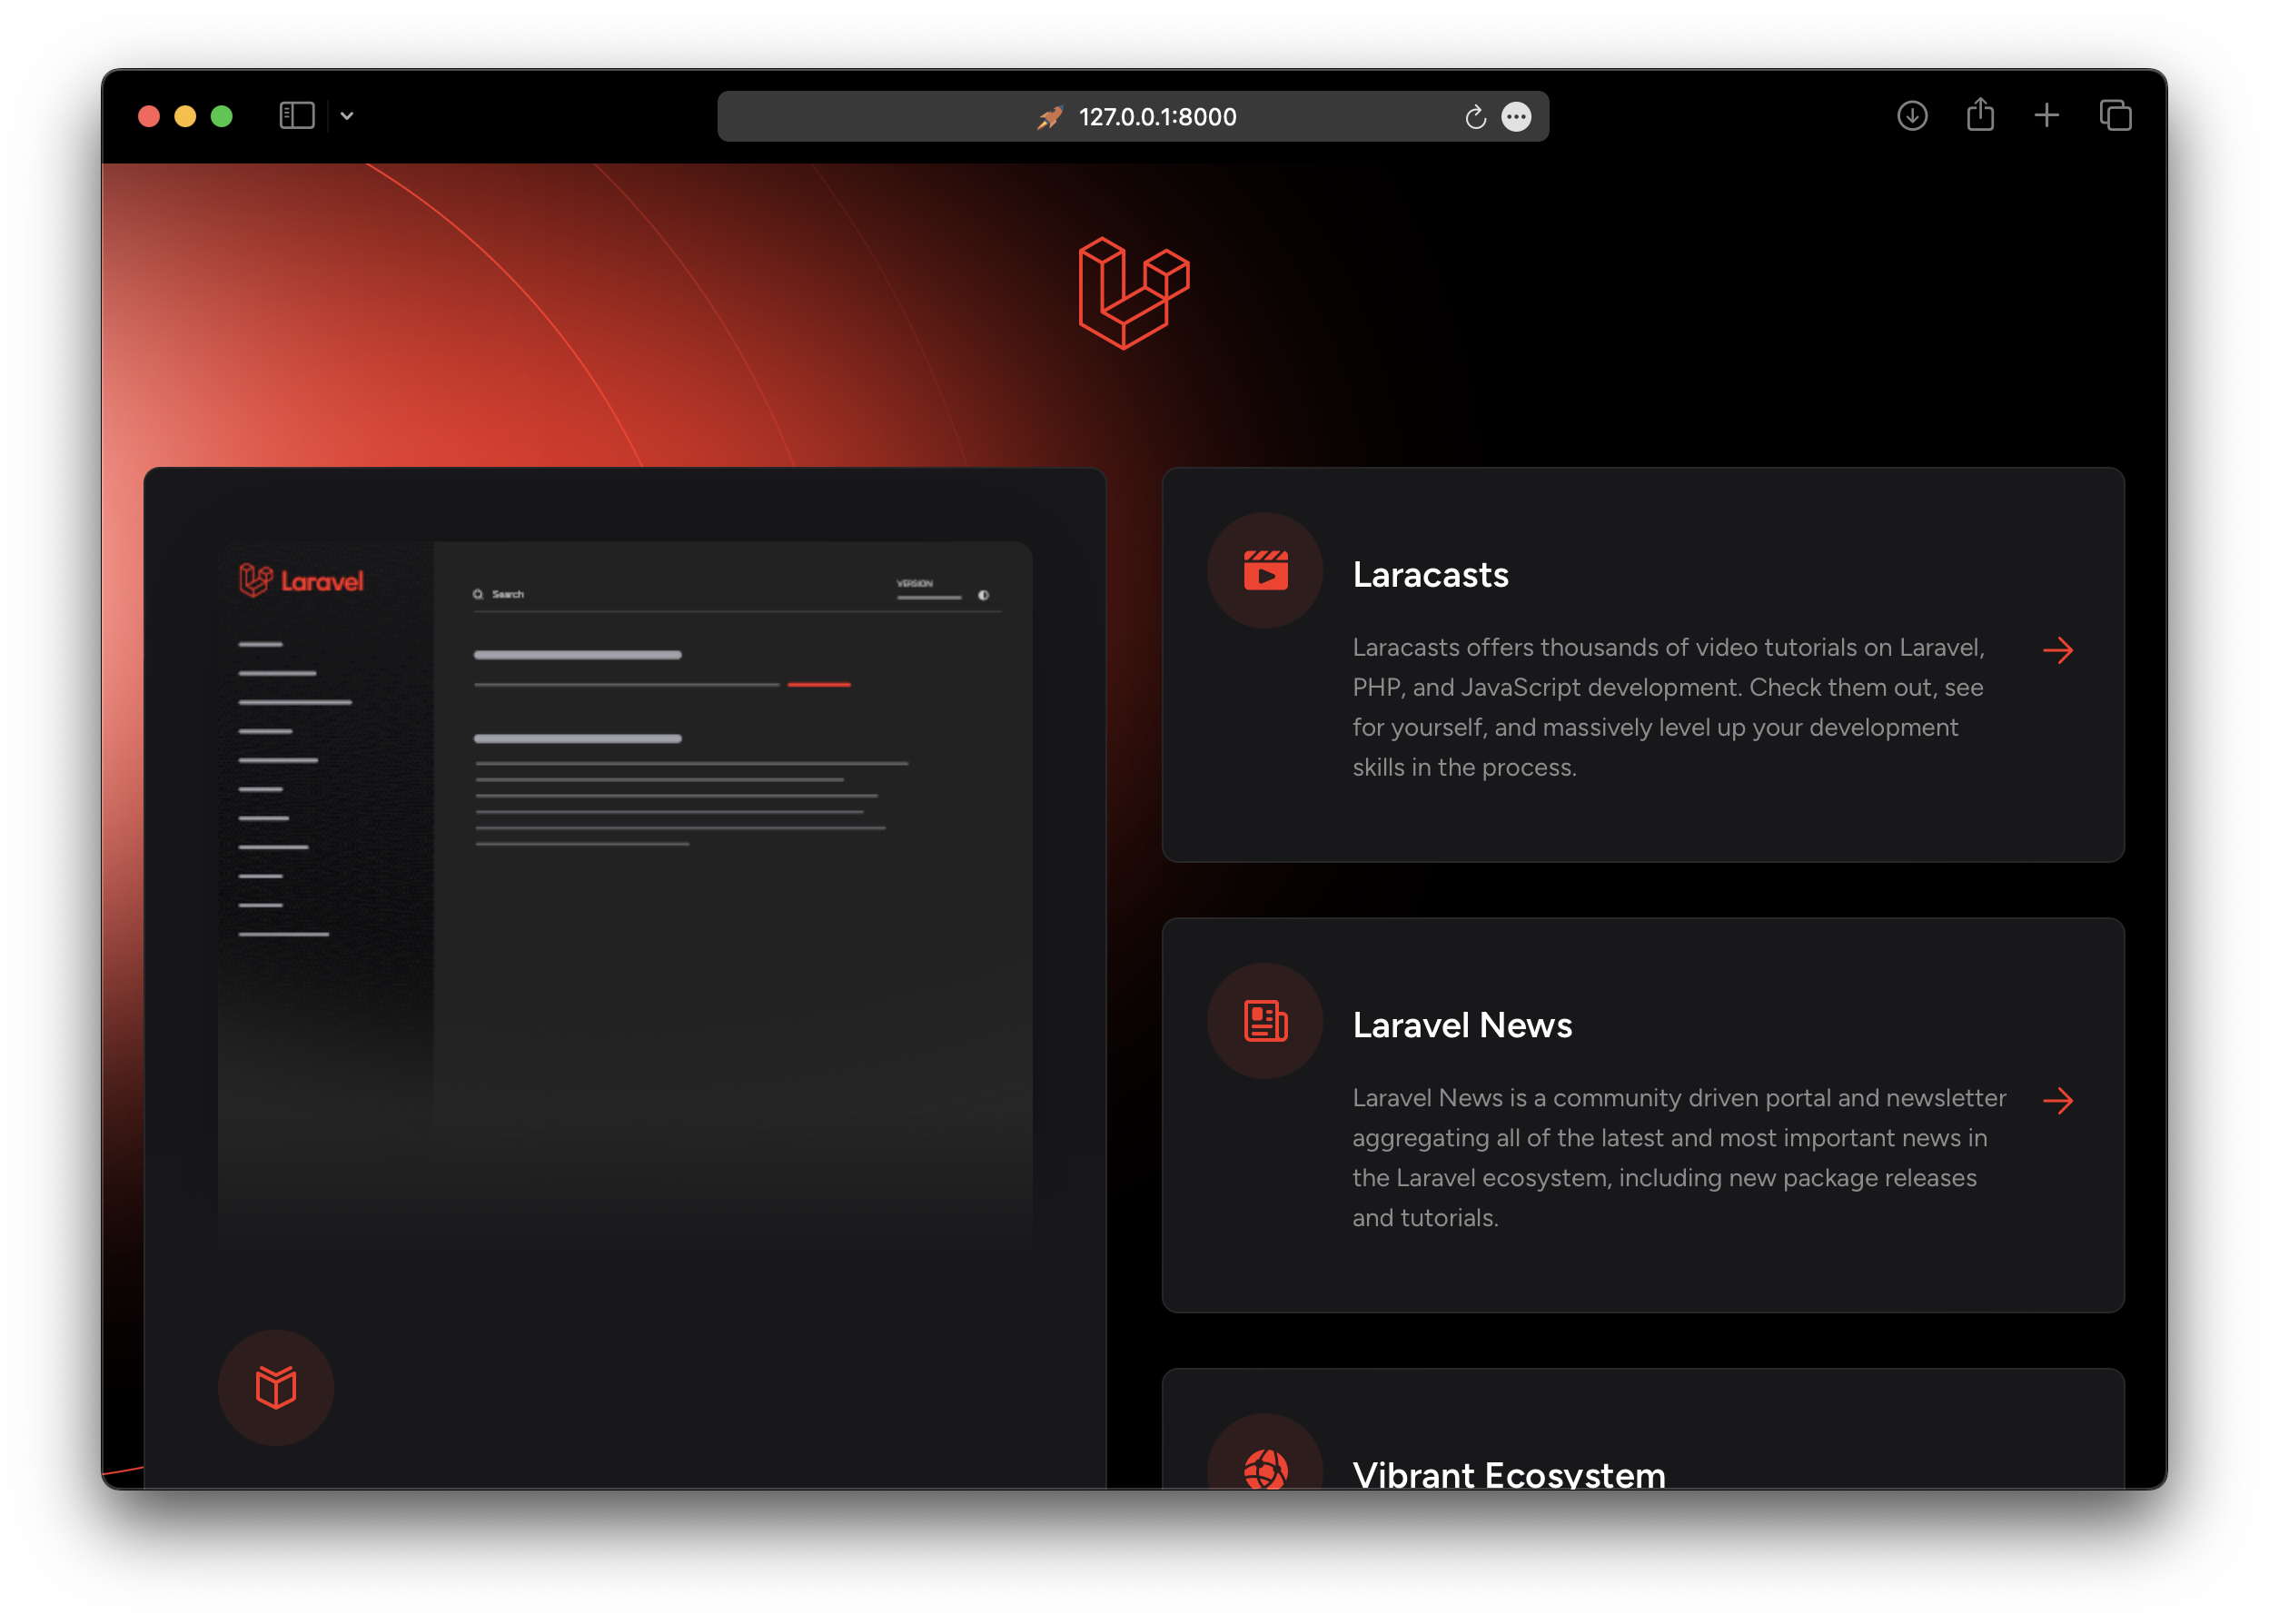 127.0.0.1:8000
Laravel
Search
VERSION
Laracasts
Laracasts offers thousands of video tutorials on Laravel,
PHP, and JavaScript development. Check them out, see
for yourself, and massively level up your development
skills in the process.
Laravel News
Laravel News is a community driven portal and newsletter
aggregating all of the latest and most important news in
the Laravel ecosystem, including new package releases
and tutorials.
Vibrant Ecosystem